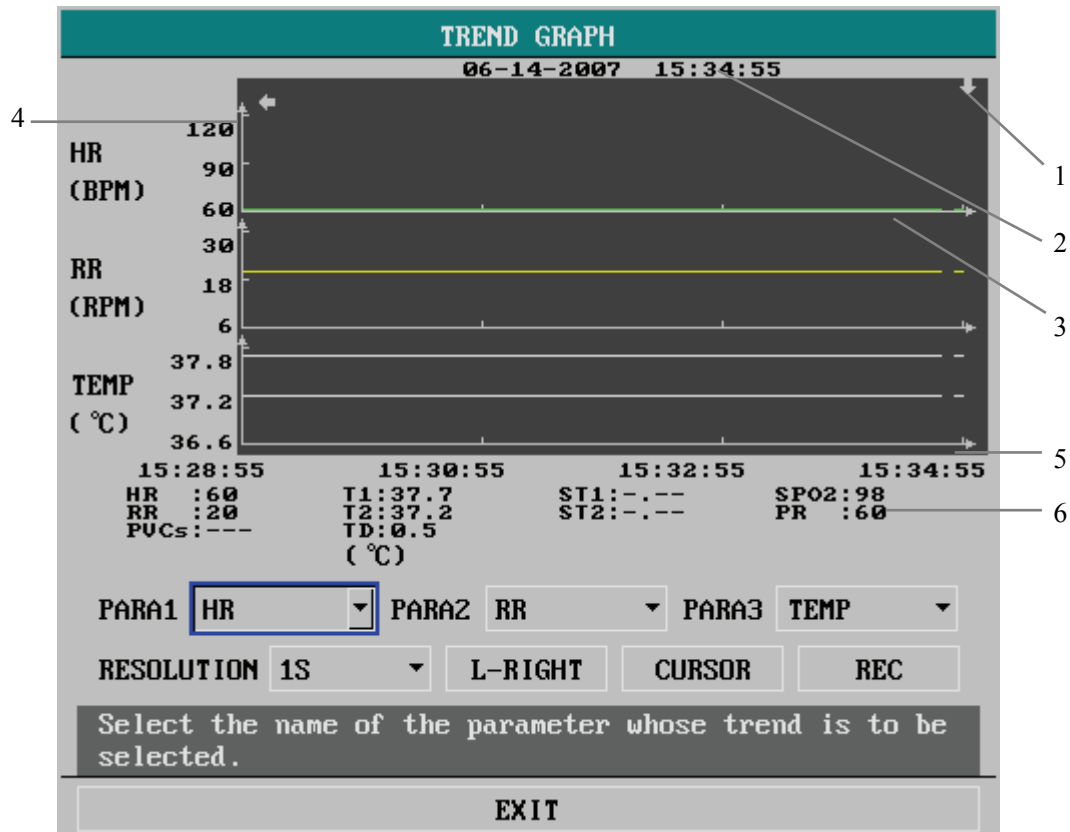 TREND GRAPH
06-14-2007 15:34:55
4
120
HR
90
(BPM)
60
1
2
30
RR
18
(RPM)
6
3
37.8
TEMP
37.2
(℃)
36.6
5
15:28:55 15:30:55 15:32:55 15:34:55
HR :60 T1:37.7 ST1:-.-- SPO2:98
RR :20 T2:37.2 ST2:-.-- PR :60 6
PVCs:--- TD:0.5
(℃)
PARA1 HR PARA2 RR PARA3 TEMP
RESOLUTION 1S L-RIGHT CURSOR REC
Select the name of the parameter whose trend is to be
selected.
EXIT